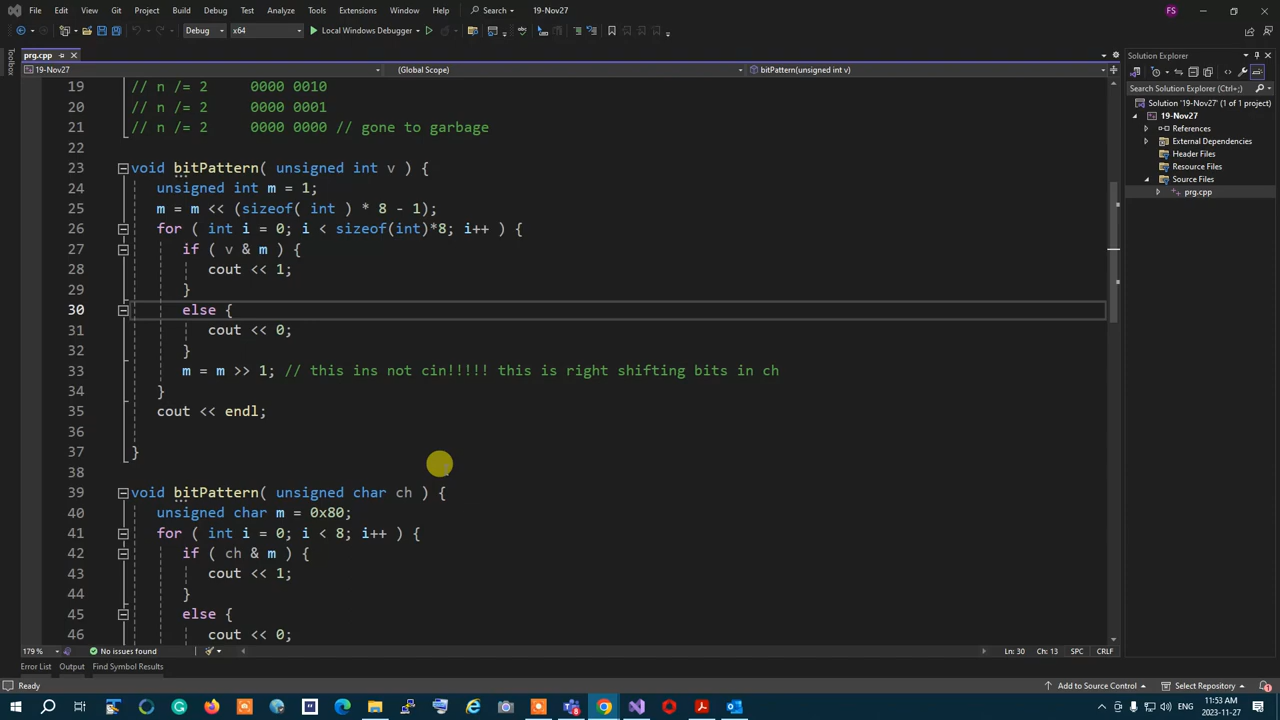 File Edit View Git Project Build Debug Test Analyze Tools Extensions Window Help Search 19-Nov27 FS
Debug x64 Local Windows Debugger
prg.cpp
Toolbox
19-Nov27 (Global Scope) bitPattern(unsigned int v)
19 // n /= 2 0000 0010
20 // n /= 2 0000 0001
21 // n /= 2 0000 0000 // gone to garbage
22
23 void bitPattern( unsigned int v ) {
24 unsigned int m = 1;
25 m = m << (sizeof( int ) * 8 - 1);
26 for ( int i = 0; i < sizeof(int)*8; i++ ) {
27 if ( v & m ) {
28 cout << 1;
29 }
30 else {
31 cout << 0;
32 }
33 m = m >> 1; // this ins not cin!!!!! this is right shifting bits in ch
34 }
35 cout << endl;
36
37 }
38
39 void bitPattern( unsigned char ch ) {
40 unsigned char m = 0x80;
41 for ( int i = 0; i < 8; i++ ) {
42 if ( ch & m ) {
43 cout << 1;
44 }
45 else {
46 cout << 0;
Solution Explorer
Search Solution Explorer (Ctrl+;)
Solution '19-Nov27' (1 of 1 project)
19-Nov27
References
External Dependencies
Header Files
Resource Files
Source Files
prg.cpp
179 % No issues found Ln: 30 Ch: 13 SPC CRLF
Error List Output Find Symbol Results
Ready Add to Source Control Select Repository 1
ENG 11:53 AM
2023-11-27